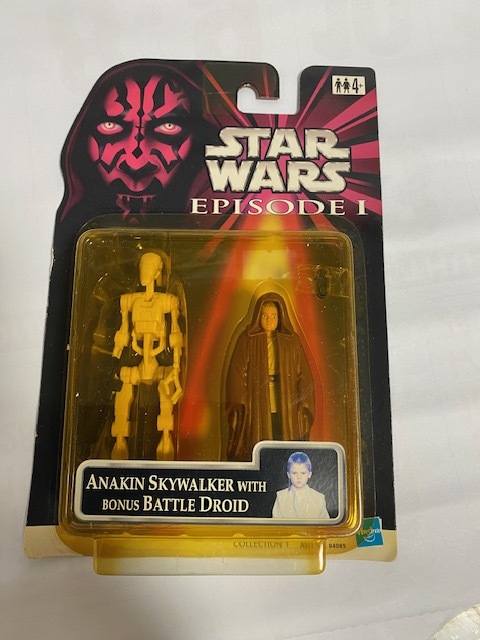 4+
STAR
WARS
EPISODE I
ANAKIN SKYWALKER WITH
BONUS BATTLE DROID
COLLECTION 1
84085
Hasbro